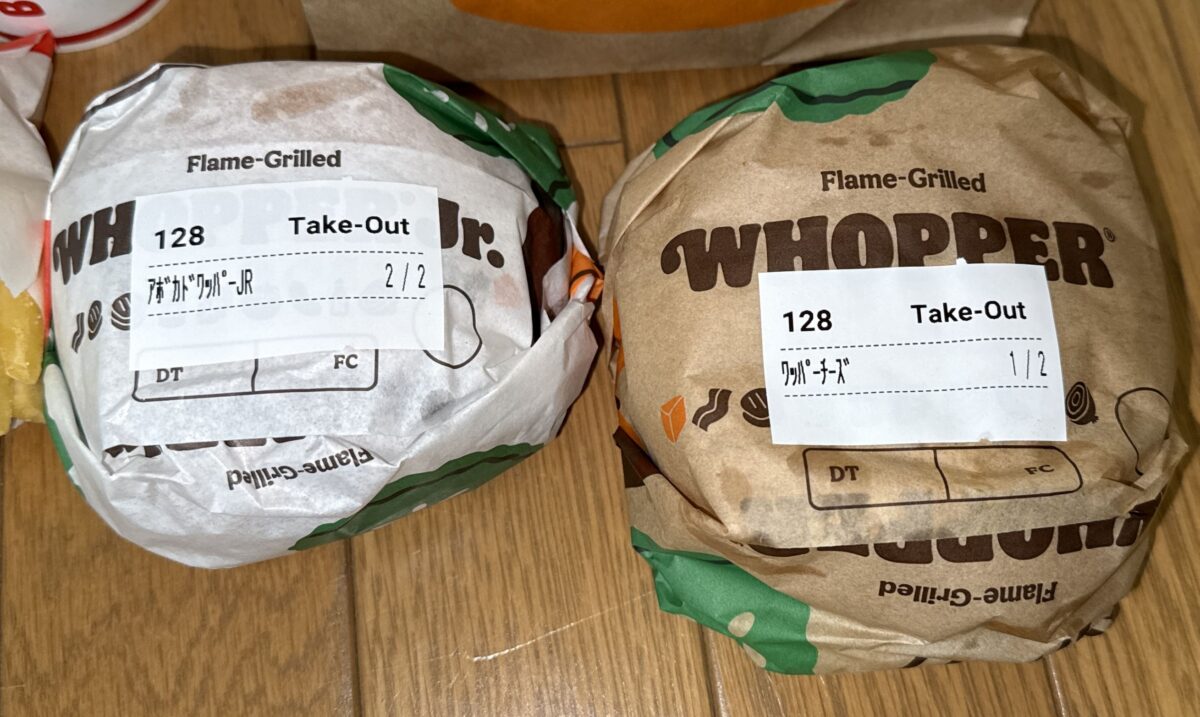 B
Flame-Grilled
WHOPPER Jr.
128 Take-Out
アボカドワッパーJR 2/2
DT FC
Flame-Grilled
Flame-Grilled
WHOPPER®
128 Take-Out
ワッパーチーズ 1/2
DT FC
WHOPPER
Flame-Grilled